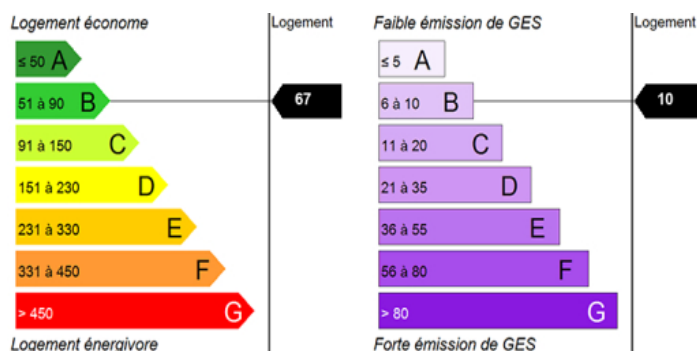 Logement économe
Logement
≤ 50 A
51 à 90 B
67
91 à 150 C
151 à 230 D
231 à 330 E
331 à 450 F
> 450 G
Logement énergivore
Faible émission de GES
Logement
≤ 5 A
6 à 10 B
10
11 à 20 C
21 à 35 D
36 à 55 E
56 à 80 F
> 80 G
Forte émission de GES